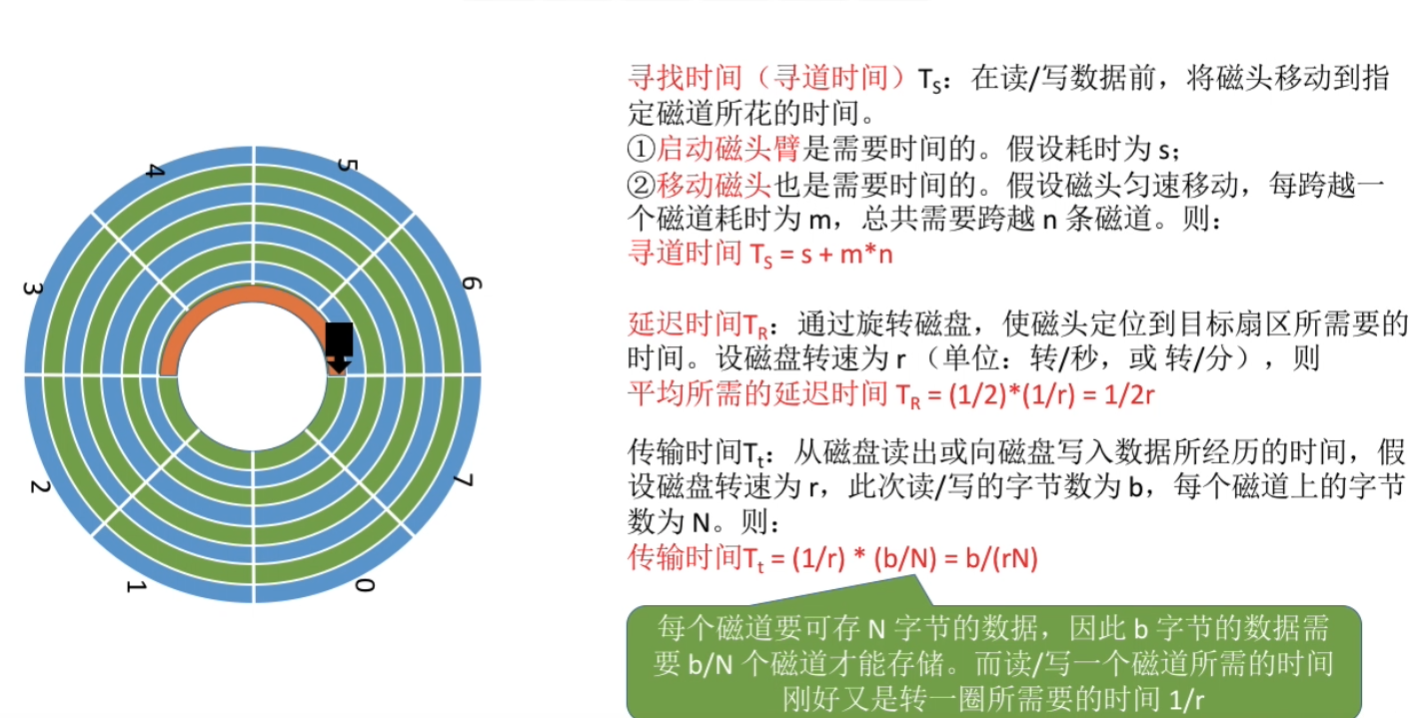 4
5
3
6
2
7
1
0
寻找时间（寻道时间）TS：在读/写数据前，将磁头移动到指
定磁道所花的时间。
①启动磁头臂是需要时间的。假设耗时为 s；
②移动磁头也是需要时间的。假设磁头匀速移动，每跨越一
个磁道耗时为 m，总共需要跨越 n 条磁道。则：
寻道时间 TS = s + m*n
延迟时间TR：通过旋转磁盘，使磁头定位到目标扇区所需要的
时间。设磁盘转速为 r （单位：转/秒，或 转/分），则
平均所需的延迟时间 TR = (1/2)*(1/r) = 1/2r
传输时间Tt：从磁盘读出或向磁盘写入数据所经历的时间，假
设磁盘转速为 r，此次读/写的字节数为 b，每个磁道上的字节
数为 N。则：
传输时间Tt = (1/r) * (b/N) = b/(rN)
每个磁道要可存 N 字节的数据，因此 b 字节的数据需
要 b/N 个磁道才能存储。而读/写一个磁道所需的时间
刚好又是转一圈所需要的时间 1/r